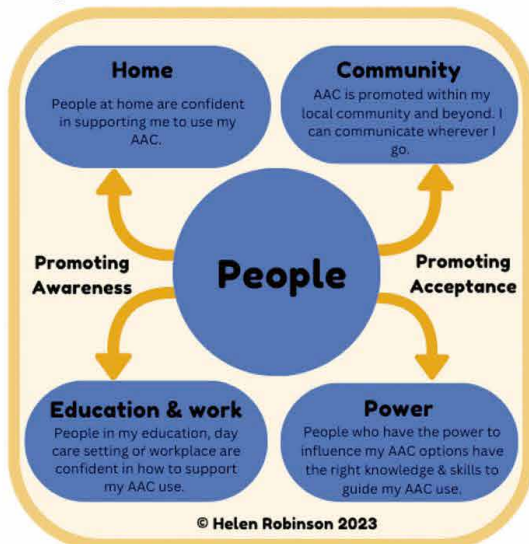 Home
People at home are confident
in supporting me to use my
AAC.
Community
AAC is promoted within my
local community and beyond. I
can communicate wherever I
go.
Promoting
Awareness
People
Promoting
Acceptance
Education & work
People in my education, day
care setting or workplace are
confident in how to support
my AAC use.
Power
People who have the power to
influence my AAC options have
the right knowledge & skills to
guide my AAC use.
© Helen Robinson 2023